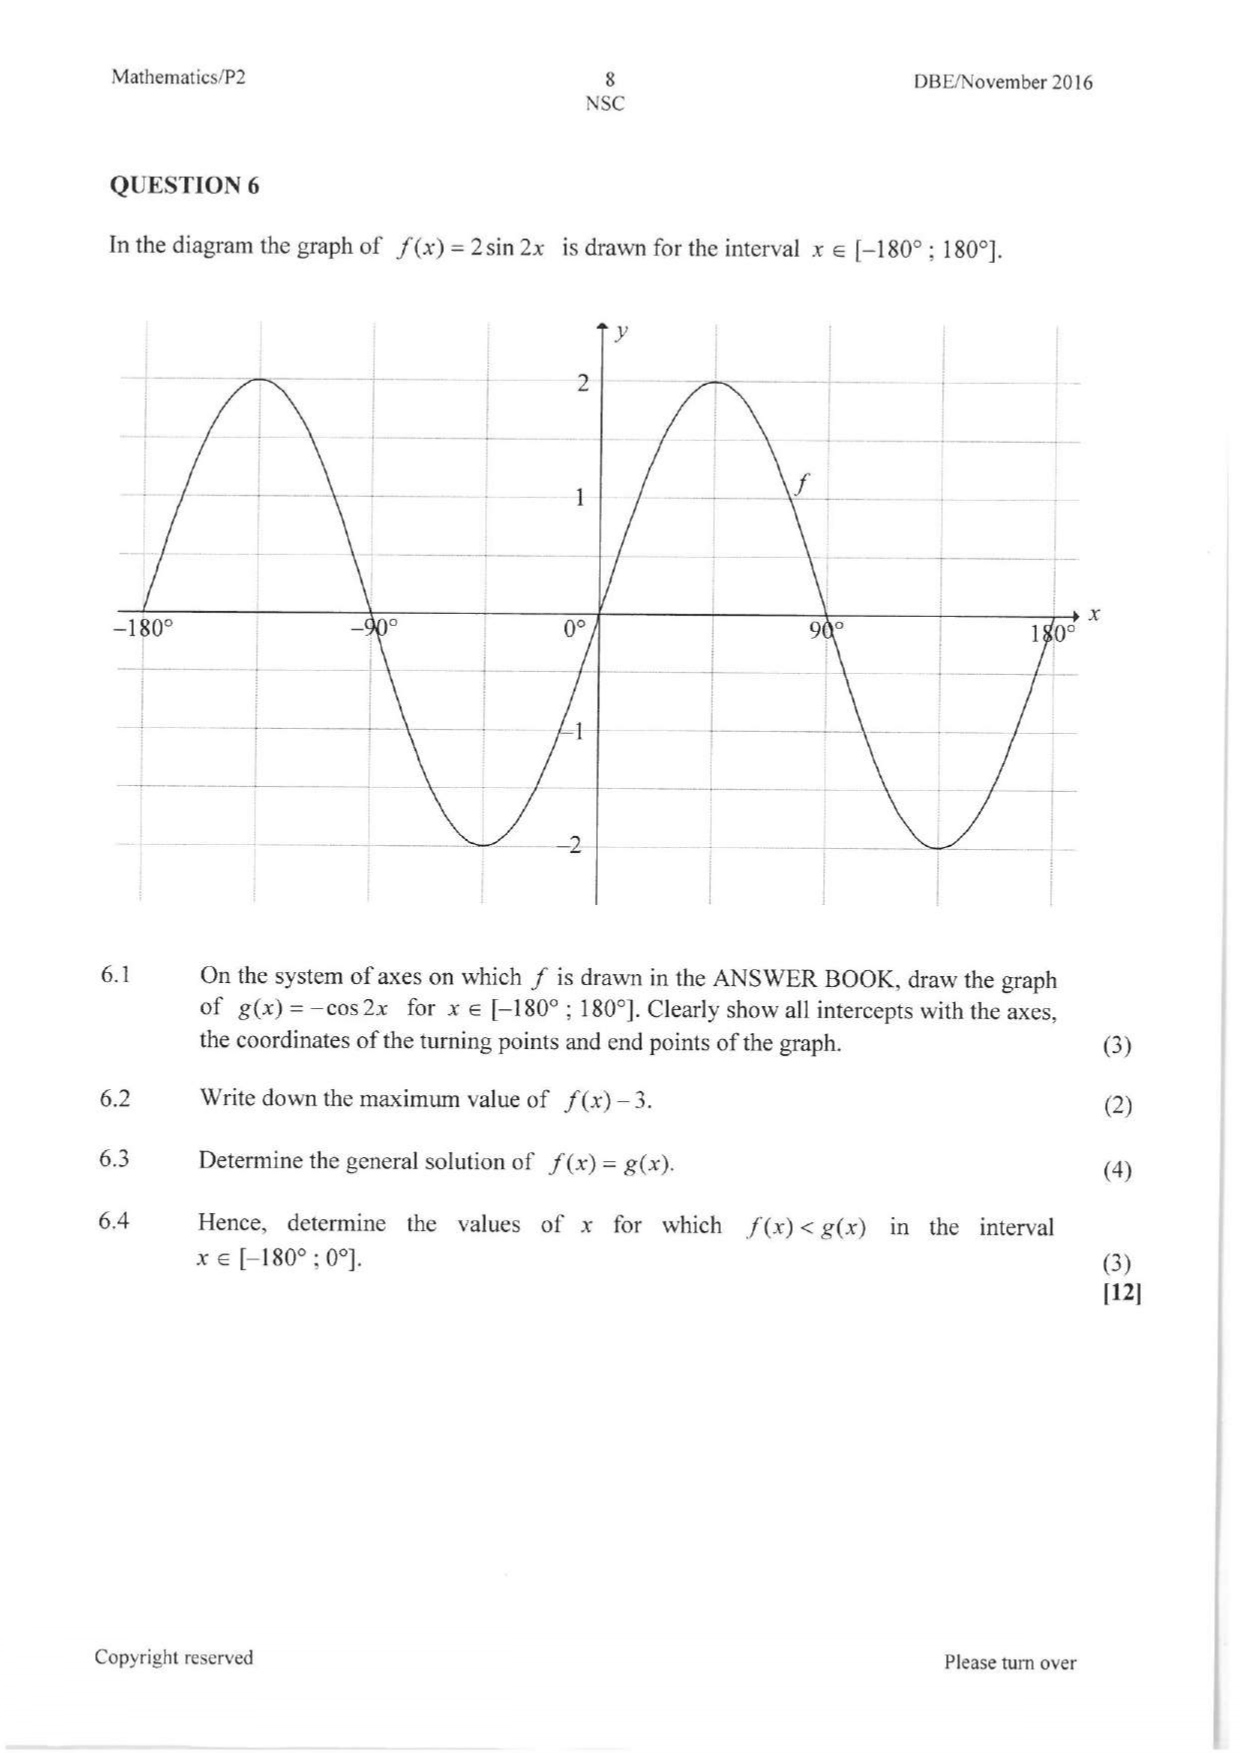 Mathematics/P2
8
DBE/November 2016
NSC
QUESTION 6
In the diagram the graph of f(x) = 2 sin 2x is drawn for the interval x ∈ [–180° ; 180°].
y
2
1
f
x
–180°
–90°
0°
90°
180°
–1
–2
6.1 On the system of axes on which f is drawn in the ANSWER BOOK, draw the graph
of g(x) = –cos 2x for x ∈ [–180° ; 180°]. Clearly show all intercepts with the axes,
the coordinates of the turning points and end points of the graph. (3)
6.2 Write down the maximum value of f(x) – 3. (2)
6.3 Determine the general solution of f(x) = g(x). (4)
6.4 Hence, determine the values of x for which f(x) < g(x) in the interval
x ∈ [–180° ; 0°]. (3)
[12]
Copyright reserved
Please turn over